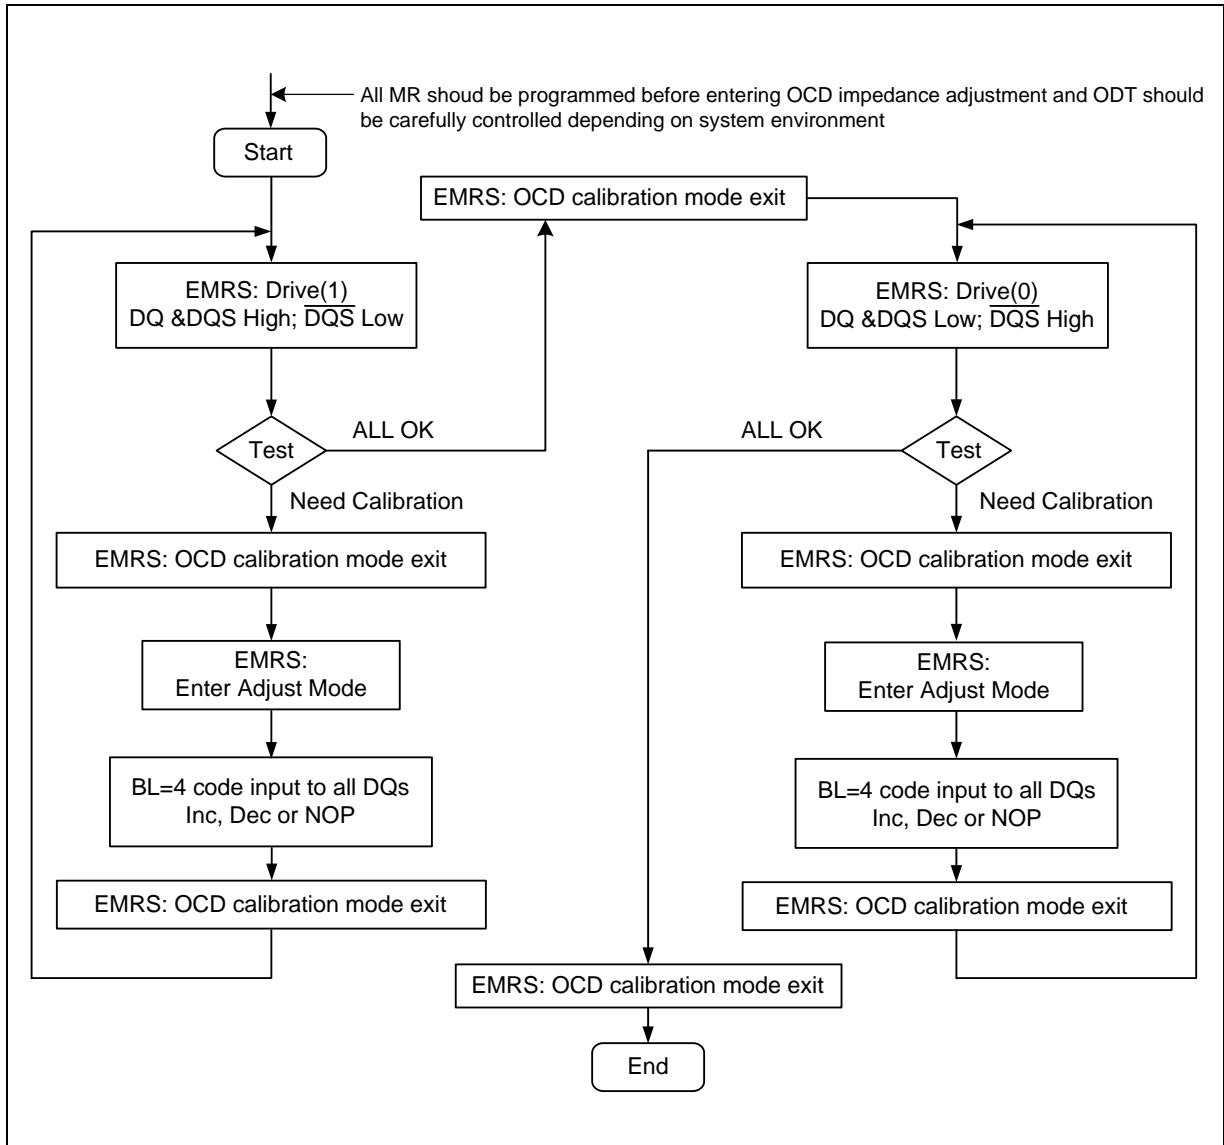 All MR shoud be programmed before entering OCD impedance adjustment and ODT should
be carefully controlled depending on system environment
Start
EMRS: OCD calibration mode exit
EMRS: Drive(1)
DQ &DQS High; D̅Q̅S̅ Low
Test
ALL OK
Need Calibration
EMRS: OCD calibration mode exit
EMRS:
Enter Adjust Mode
BL=4 code input to all DQs
Inc, Dec or NOP
EMRS: OCD calibration mode exit
EMRS: Drive(0)
DQ &DQS Low; D̅Q̅S̅ High
ALL OK
Test
Need Calibration
EMRS: OCD calibration mode exit
EMRS:
Enter Adjust Mode
BL=4 code input to all DQs
Inc, Dec or NOP
EMRS: OCD calibration mode exit
EMRS: OCD calibration mode exit
End